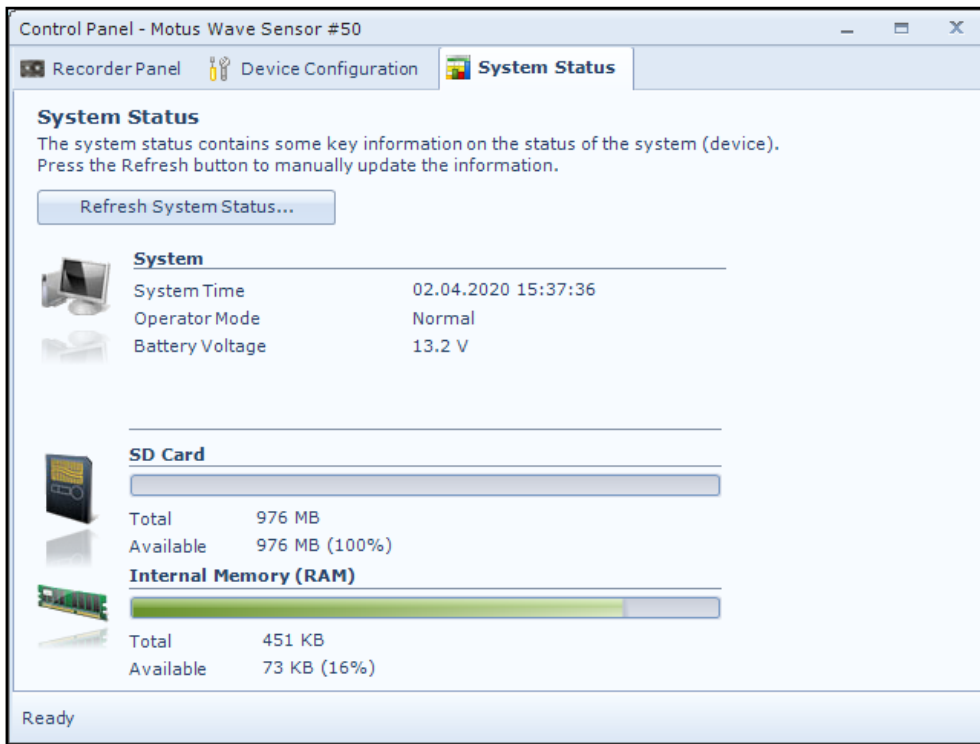 Control Panel - Motus Wave Sensor #50
Recorder Panel Device Configuration System Status
System Status
The system status contains some key information on the status of the system (device).
Press the Refresh button to manually update the information.
Refresh System Status...
System
System Time 02.04.2020 15:37:36
Operator Mode Normal
Battery Voltage 13.2 V
SD Card
Total 976 MB
Available 976 MB (100%)
Internal Memory (RAM)
Total 451 KB
Available 73 KB (16%)
Ready